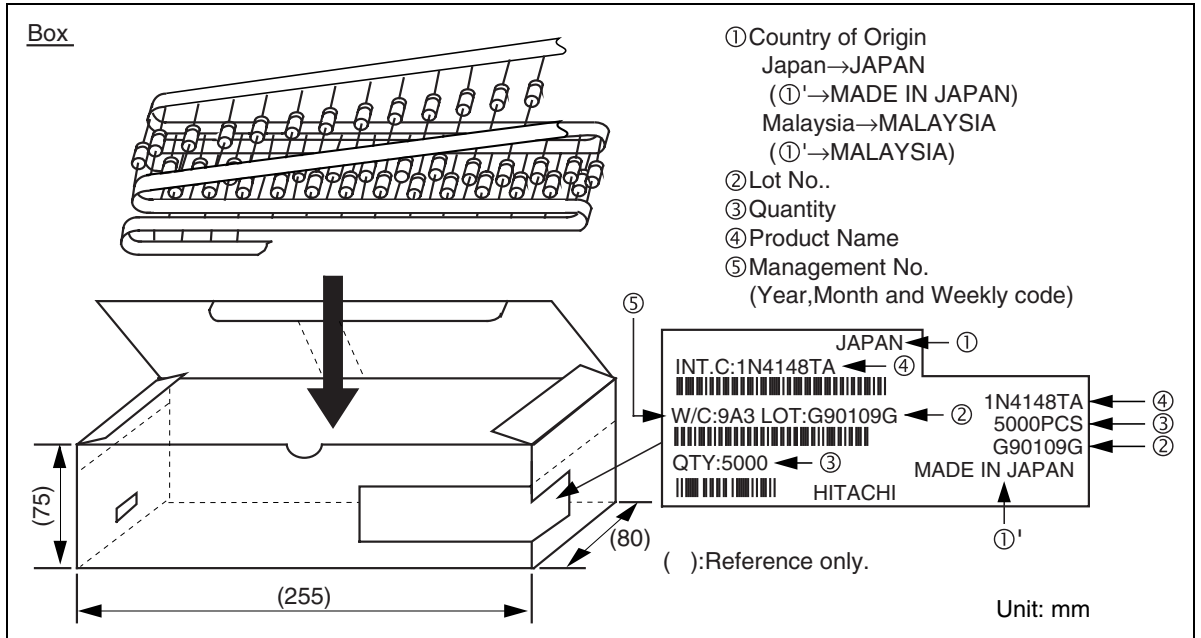 Box
①Country of Origin
Japan→JAPAN
(①'→MADE IN JAPAN)
Malaysia→MALAYSIA
(①'→MALAYSIA)
②Lot No..
③Quantity
④Product Name
⑤Management No.
(Year,Month and Weekly code)
⑤
JAPAN ①
INT.C:1N4148TA ④
W/C:9A3 LOT:G90109G ②
QTY:5000 ③
HITACHI
1N4148TA ④
5000PCS ③
G90109G ②
MADE IN JAPAN
①'
(75)
(80)
(255)
( ):Reference only.
Unit: mm